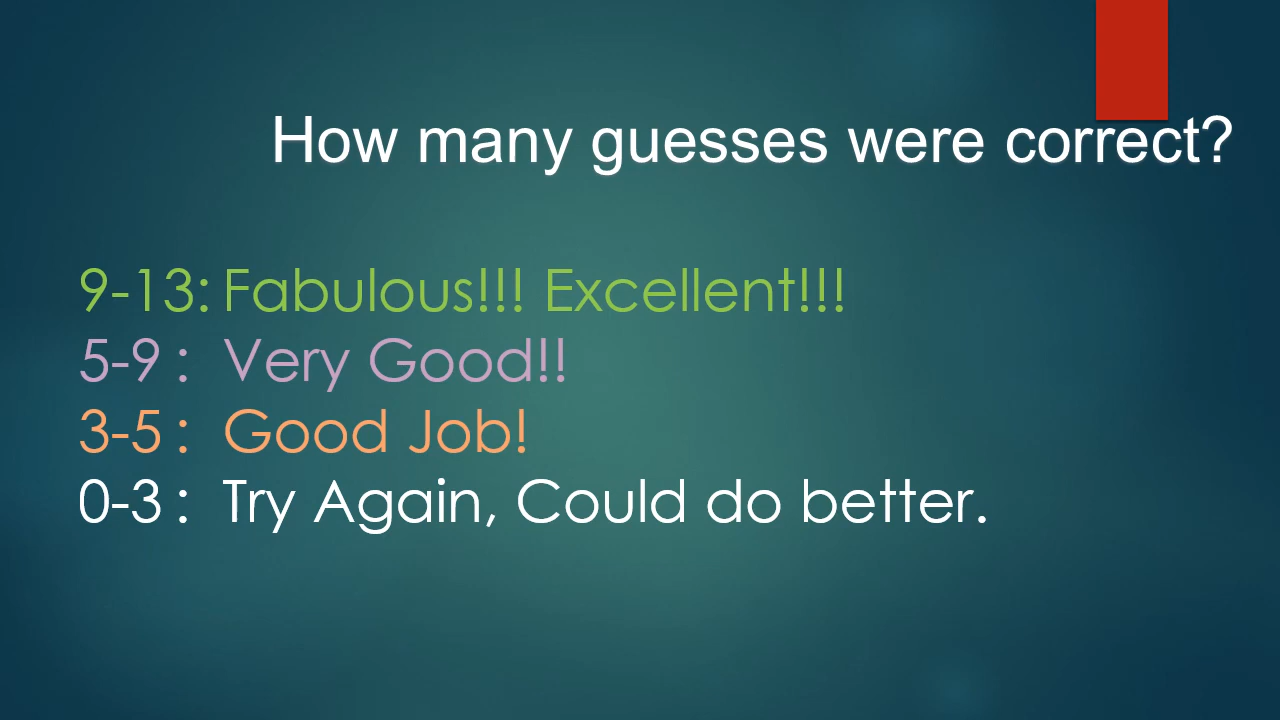 How many guesses were correct?
9-13: Fabulous!!! Excellent!!!
5-9 : Very Good!!
3-5 : Good Job!
0-3 : Try Again, Could do better.